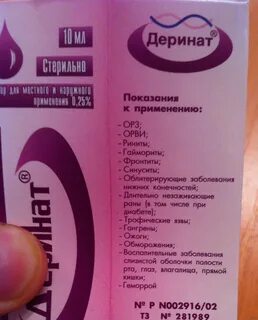 10 мл
Стерильно
ор для местного и наружного
применения 0,25%
Деринат®
Деринат®
Показания
к применению:
- ОРЗ;
- ОРВИ;
- Риниты;
- Гаймориты;
- Фронтиты;
- Синуситы;
- Облитерирующие заболевания
нижних конечностей;
- Длительно незаживающие
раны (в том числе при
диабете);
- Трофические язвы;
- Гангрены;
- Ожоги;
- Обморожения;
- Воспалительные заболевания
слизистой оболочки полости
рта, глаз, влагалища, прямой
кишки;
- Геморрой
№ Р N002916/02
ТЗ № 281989